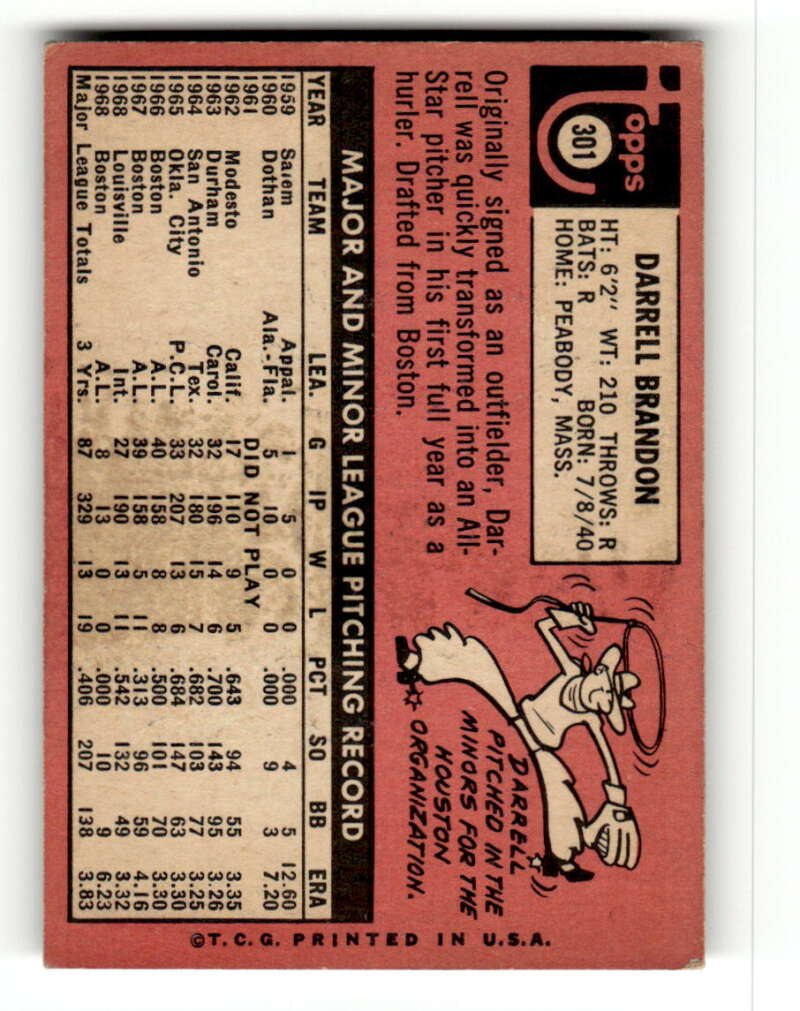 Topps
301
DARRELL BRANDON
HT: 6'2" WT: 210 THROWS: R
BATS: R BORN: 7/8/40
HOME: PEABODY, MASS.
Originally signed as an outfielder, Dar-
rell was quickly transformed into an All-
Star pitcher in his first full year as a
hurler. Drafted from Boston.
DARRELL
PITCHED IN THE
MINORS FOR THE
HOUSTON
ORGANIZATION.
MAJOR AND MINOR LEAGUE PITCHING RECORD
YEAR TEAM LEA. G IP W L PCT SO BB ERA
1959 Salem Appal. 1 5 0 0 .000 4 5 12.60
1960 Dothan Ala.-Fla. 5 10 0 0 .000 9 3 7.20
1961 DID NOT PLAY
1962 Modesto Calif. 17 110 9 5 .643 94 55 3.35
1963 Durham Carol. 32 196 14 6 .700 143 95 3.26
1964 San Antonio Tex. 32 180 15 7 .682 103 77 3.25
1965 Okla. City P.C.L. 33 207 13 6 .684 147 63 3.30
1966 Boston A.L. 40 158 8 8 .500 101 70 3.30
1967 Boston A.L. 39 158 5 11 .313 96 59 4.16
1968 Louisville Int. 27 190 13 11 .542 132 49 3.32
1968 Boston A.L. 8 13 0 0 .000 10 9 6.23
Major League Totals 3 Yrs. 87 329 13 19 .406 207 138 3.83
©T.C.G. PRINTED IN U.S.A.